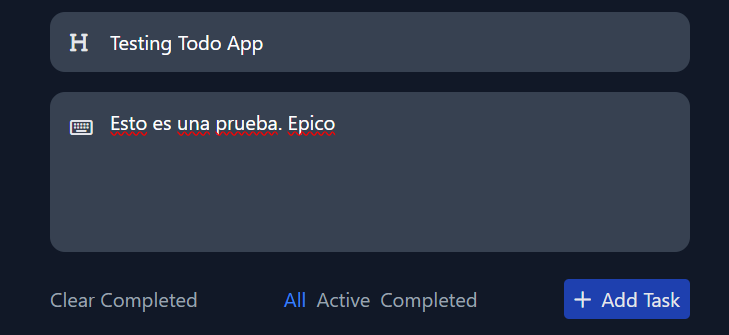 Testing Todo App
Esto es una prueba. Epico
Clear Completed All Active Completed + Add Task